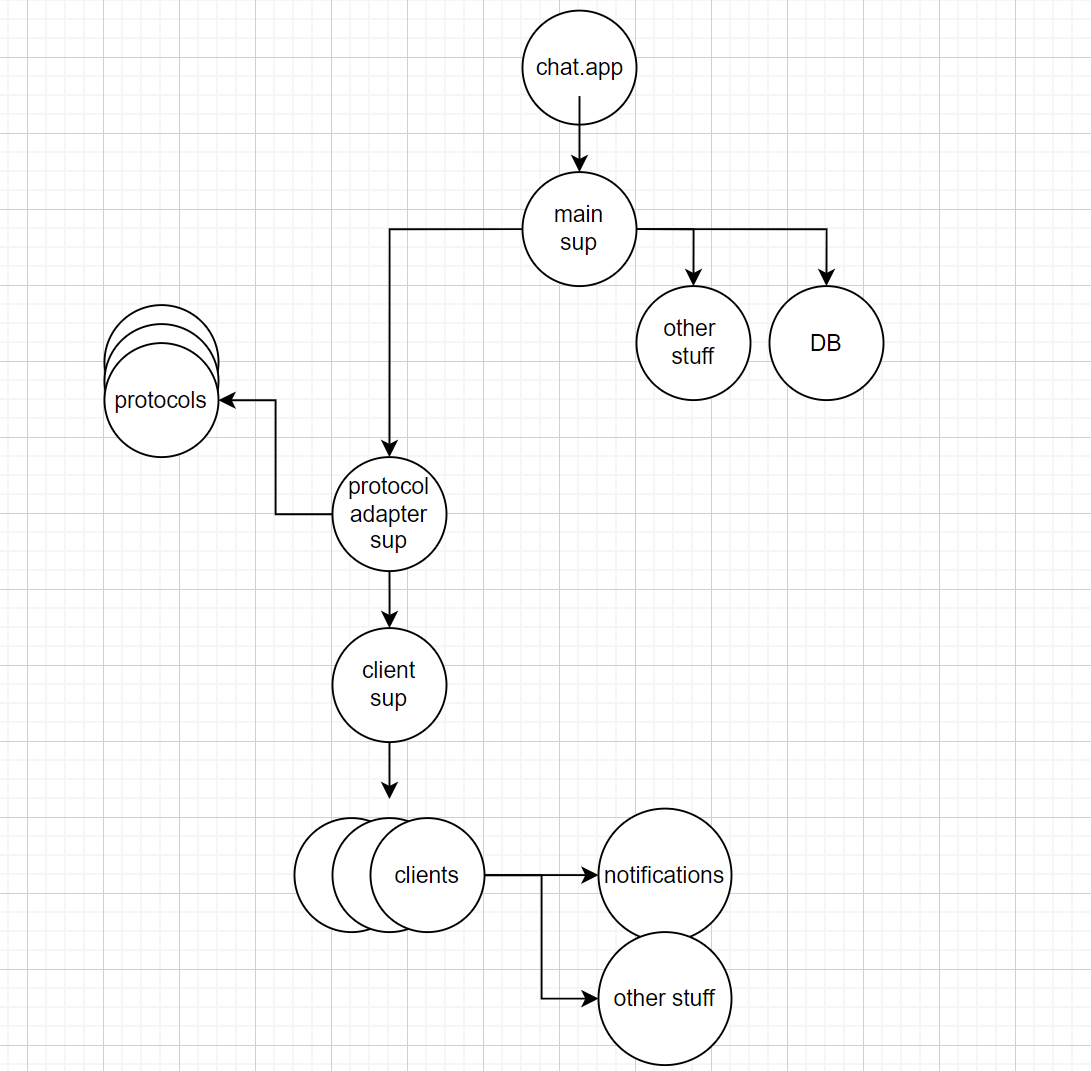 chat.app
main
sup
other
stuff
DB
protocols
protocol
adapter
sup
client
sup
clients
notifications
other stuff